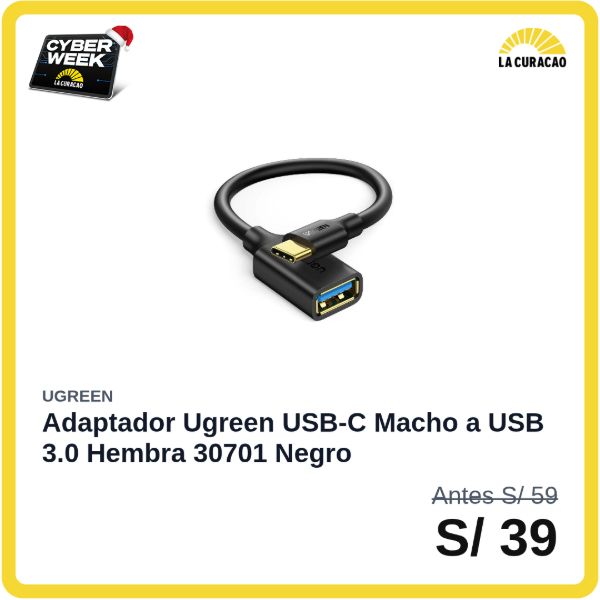 CYBER
WEEK
LA CURACAO
LA CURACAO
UGREEN
Adaptador Ugreen USB-C Macho a USB
3.0 Hembra 30701 Negro
Antes S/ 59
S/ 39